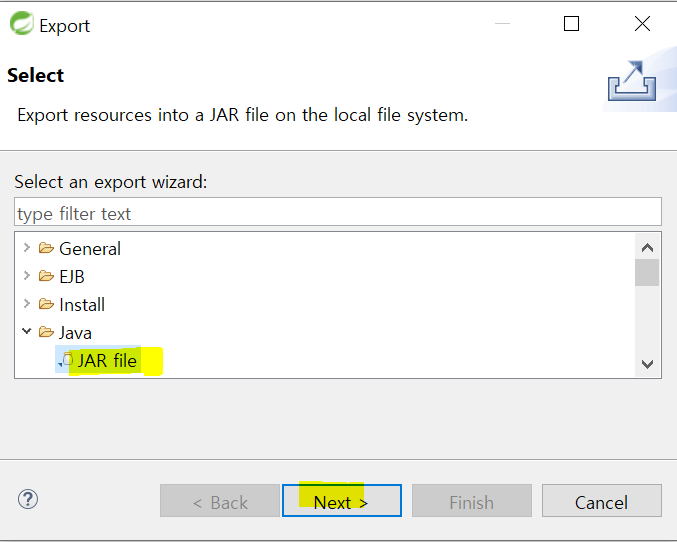 Export
Select
Export resources into a JAR file on the local file system.
Select an export wizard:
type filter text
General
EJB
Install
Java
JAR file
< Back Next > Finish Cancel